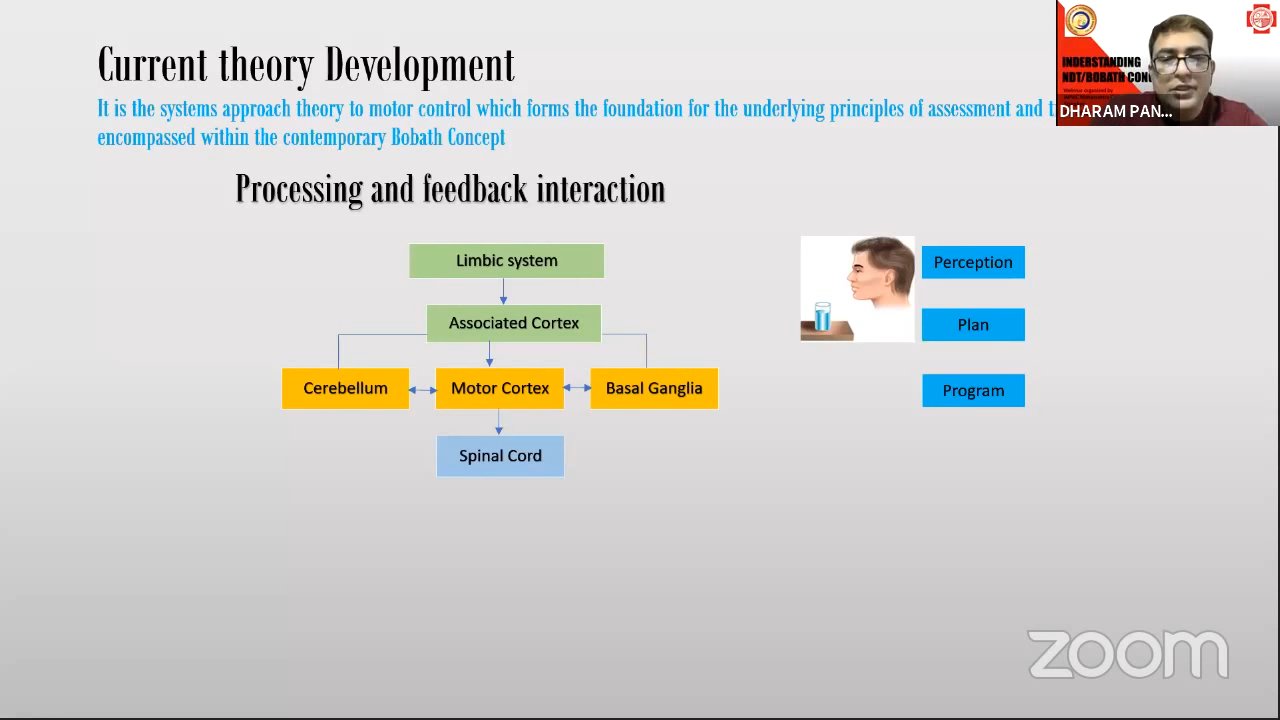 Current theory Development
It is the systems approach theory to motor control which forms the foundation for the underlying principles of assessment and
encompassed within the contemporary Bobath Concept
Processing and feedback interaction
Limbic system
Associated Cortex
Cerebellum
Motor Cortex
Basal Ganglia
Spinal Cord
Perception
Plan
Program
NDT/BOBATH
DHARAM PAN...
zoom